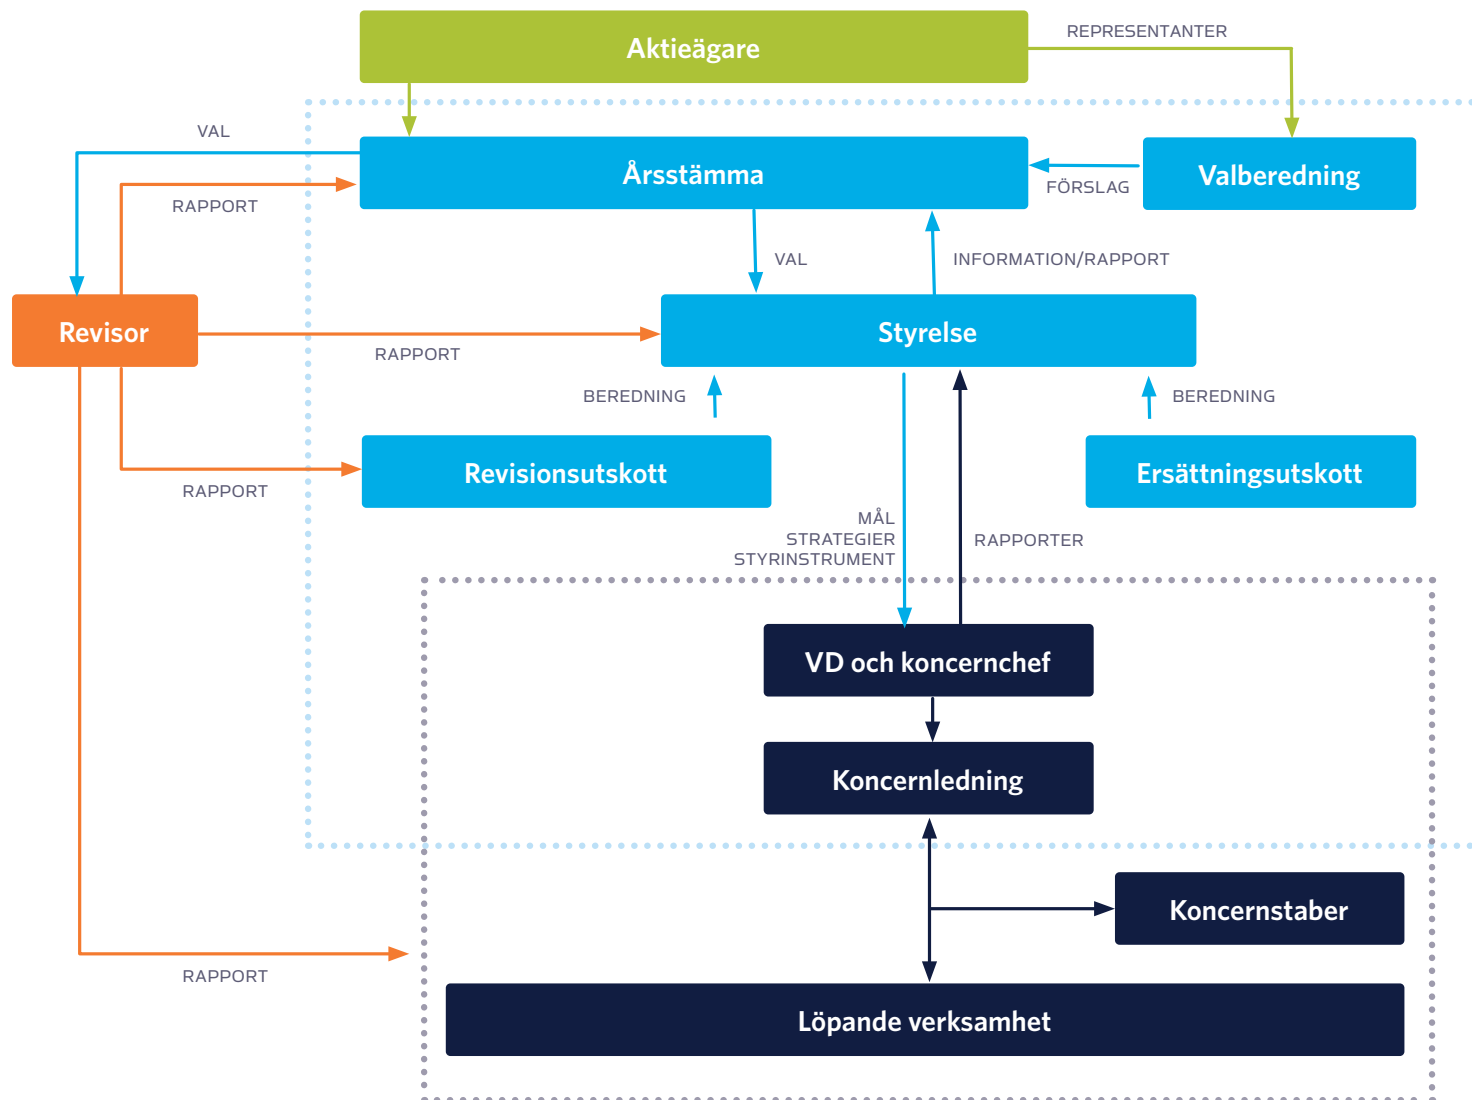 Aktieägare
REPRESENTANTER
VAL
Årsstämma
Valberedning
FÖRSLAG
RAPPORT
VAL
INFORMATION/RAPPORT
Revisor
Styrelse
RAPPORT
BEREDNING
BEREDNING
Revisionsutskott
Ersättningsutskott
RAPPORT
MÅL
STRATEGIER
STYRINSTRUMENT
RAPPORTER
VD och koncernchef
Koncernledning
Koncernstaber
RAPPORT
Löpande verksamhet